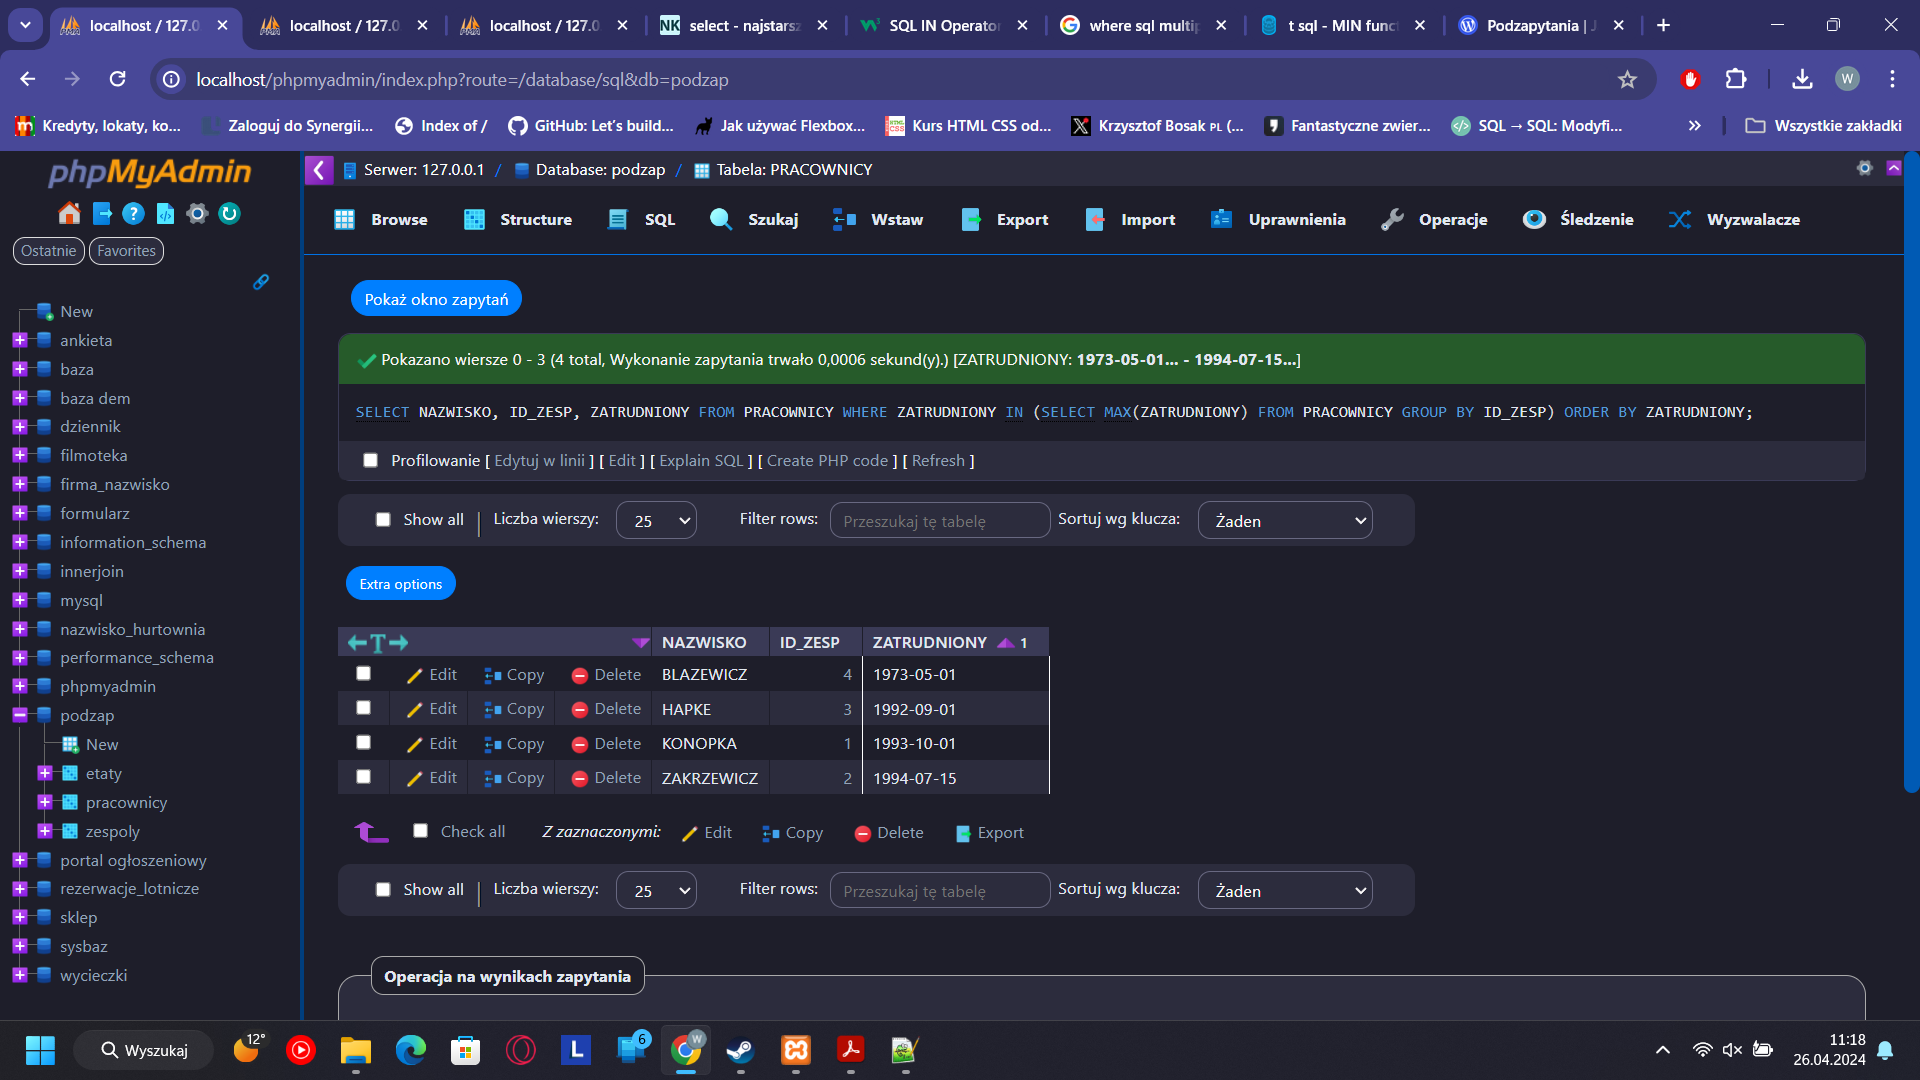 localhost / 127.0
localhost / 127.0
localhost / 127.0
select - najstarsz
SQL IN Operator
where sql multip
t sql - MIN func
Podzapytania | J
localhost/phpmyadmin/index.php?route=/database/sql&db=podzap
W
Kredyty, lokaty, ko...
Zaloguj do Synergii...
Index of /
GitHub: Let's build...
Jak używać Flexbox...
Kurs HTML CSS od...
Krzysztof Bosak PL (...
Fantastyczne zwier...
SQL → SQL: Modyfi...
Wszystkie zakładki
phpMyAdmin
Ostatnie
Favorites
New
ankieta
baza
baza dem
dziennik
filmoteka
firma_nazwisko
formularz
information_schema
innerjoin
mysql
nazwisko_hurtownia
performance_schema
phpmyadmin
podzap
New
etaty
pracownicy
zespoly
portal ogłoszeniowy
rezerwacje_lotnicze
sklep
sysbaz
wycieczki
Serwer: 127.0.0.1 / Database: podzap / Tabela: PRACOWNICY
Browse
Structure
SQL
Szukaj
Wstaw
Export
Import
Uprawnienia
Operacje
Śledzenie
Wyzwalacze
Pokaż okno zapytań
Pokazano wiersze 0 - 3 (4 total, Wykonanie zapytania trwało 0,0006 sekund(y).) [ZATRUDNIONY: 1973-05-01... - 1994-07-15...]
SELECT NAZWISKO, ID_ZESP, ZATRUDNIONY FROM PRACOWNICY WHERE ZATRUDNIONY IN (SELECT MAX(ZATRUDNIONY) FROM PRACOWNICY GROUP BY ID_ZESP) ORDER BY ZATRUDNIONY;
Profilowanie [ Edytuj w linii ] [ Edit ] [ Explain SQL ] [ Create PHP code ] [ Refresh ]
Show all | Liczba wierszy: 25 Filter rows: Przeszukaj tę tabelę Sortuj wg klucza: Żaden
Extra options
←T→ NAZWISKO ID_ZESP ZATRUDNIONY 1
Edit Copy Delete BLAZEWICZ 4 1973-05-01
Edit Copy Delete HAPKE 3 1992-09-01
Edit Copy Delete KONOPKA 1 1993-10-01
Edit Copy Delete ZAKRZEWICZ 2 1994-07-15
Check all Z zaznaczonymi: Edit Copy Delete Export
Show all | Liczba wierszy: 25 Filter rows: Przeszukaj tę tabelę Sortuj wg klucza: Żaden
Operacja na wynikach zapytania
Wyszukaj
12°
L
6
W
11:18
26.04.2024